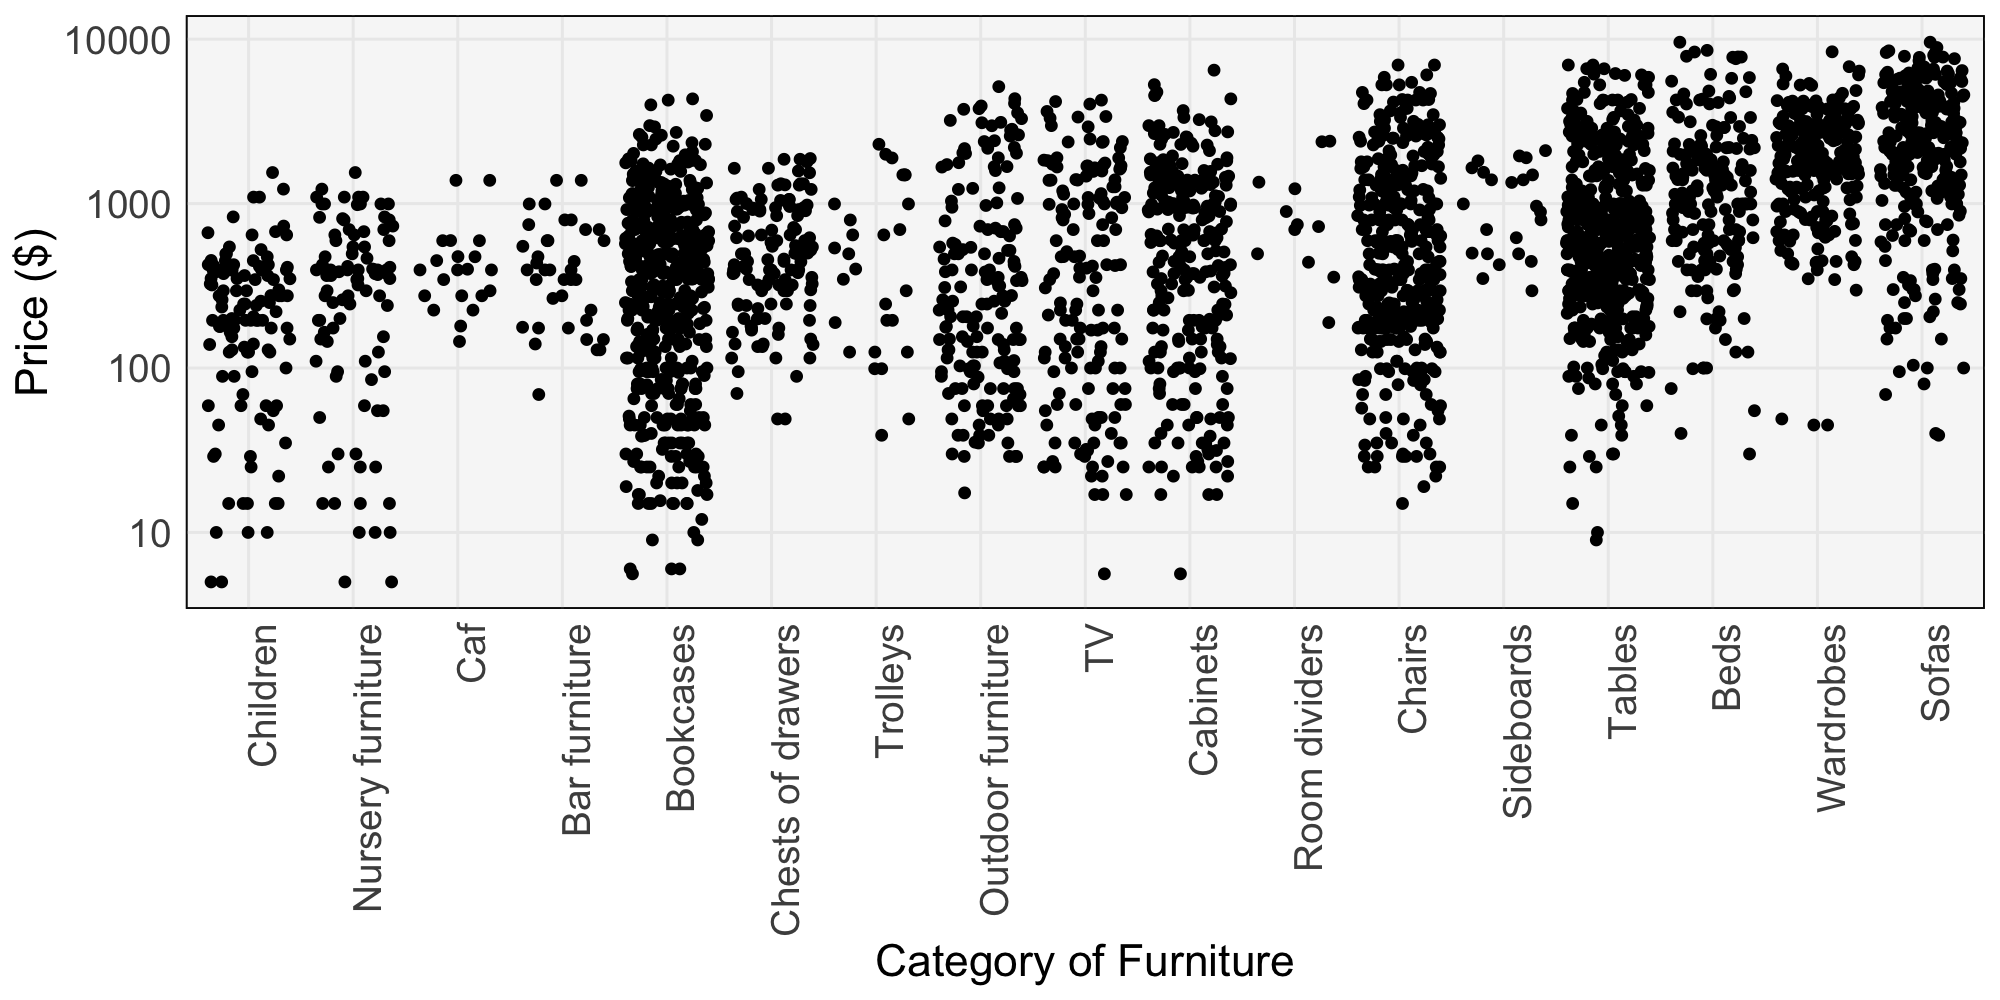 Price ($)
10000
1000
100
10
Children
Nursery furniture
Caf
Bar furniture
Bookcases
Chests of drawers
Trolleys
Outdoor furniture
TV
Cabinets
Room dividers
Chairs
Sideboards
Tables
Beds
Wardrobes
Sofas
Category of Furniture